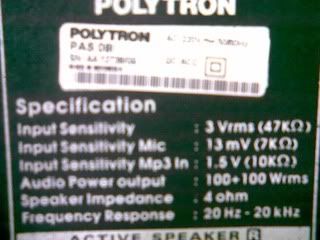 POLYTRON
POLYTRON
PAS DB
Specification
Input Sensitivity : 3 Vrms (47KΩ)
Input Sensitivity Mic : 13 mV (7KΩ)
Input Sensitivity Mp3 In : 1.5 V (10KΩ)
Audio Power output : 100+100 Wrms
Speaker Impedance : 4 ohm
Frequency Response : 20 Hz - 20 kHz
ACTIVE SPEAKER R